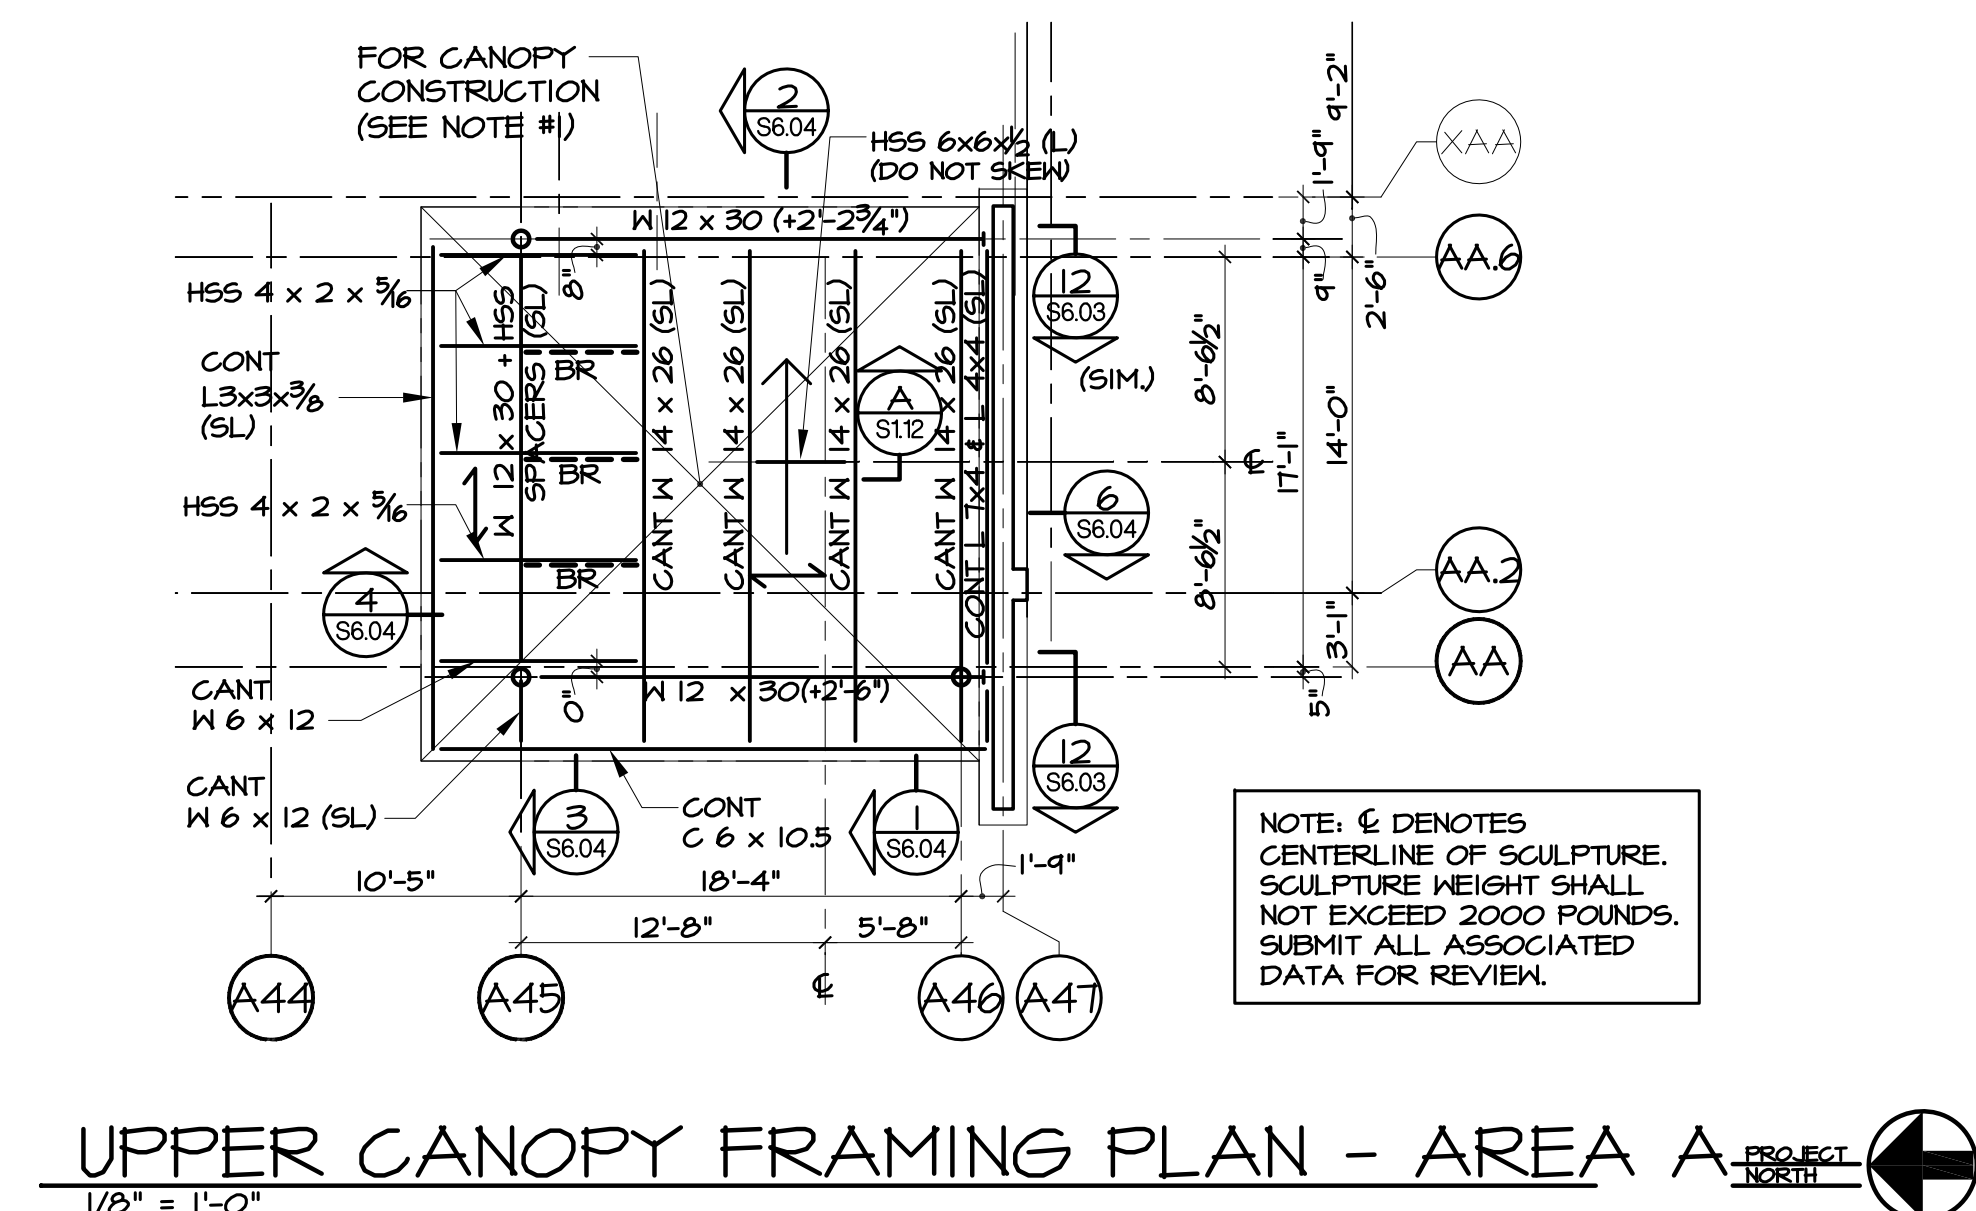 FOR CANOPY
CONSTRUCTION
(SEE NOTE #1)
2
S6.04
HSS 6x6x1/2 (L)
(DO NOT SKEW)
9'-2"
1'-9"
XAA
W 12 x 30 (+2'-2 3/4")
AA.6
12
S6.03
(SIM.)
9"
2'-6"
HSS 4 x 2 x 5/16
8"
CONT
L3x3x3/8
(SL)
W 12 x 30 + HSS
SPACERS (SL)
BR
BR
BR
CANT W 14 x 26 (SL)
CANT W 14 x 26 (SL)
CANT W 14 x 26 (SL)
CANT W 14 x 26 (SL)
CONT L 7x4 & L 4x4 (SL)
A
S1.12
8'-6 1/2"
8'-6 1/2"
℄
17'-1"
14'-0"
HSS 4 x 2 x 5/16
6
S6.04
AA.2
4
S6.04
3'-1"
AA
CANT
W 6 x 12
0"
W 12 x 30(+2'-6")
5"
CANT
W 6 x 12 (SL)
3
S6.04
CONT
C 6 x 10.5
1
S6.04
12
S6.03
10'-5"
18'-4"
1'-9"
12'-8"
5'-8"
℄
A44
A45
A46
A47
NOTE: ℄ DENOTES
CENTERLINE OF SCULPTURE.
SCULPTURE WEIGHT SHALL
NOT EXCEED 2000 POUNDS.
SUBMIT ALL ASSOCIATED
DATA FOR REVIEW.
UPPER CANOPY FRAMING PLAN - AREA A
1/8" = 1'-0"
PROJECT
NORTH